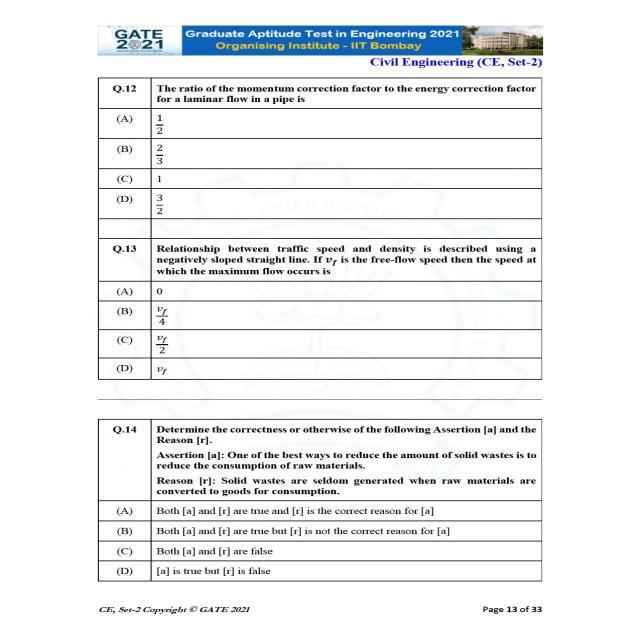 GATE
2021
Graduate Aptitude Test in Engineering 2021
Organising Institute - IIT Bombay
Civil Engineering (CE, Set-2)
Q.12 The ratio of the momentum correction factor to the energy correction factor
for a laminar flow in a pipe is
(A) 1/2
(B) 2/3
(C) 1
(D) 3/2
Q.13 Relationship between traffic speed and density is described using a
negatively sloped straight line. If v_f is the free-flow speed then the speed at
which the maximum flow occurs is
(A) 0
(B) v_f/4
(C) v_f/2
(D) v_f
Q.14 Determine the correctness or otherwise of the following Assertion [a] and the
Reason [r].
Assertion [a]: One of the best ways to reduce the amount of solid wastes is to
reduce the consumption of raw materials.
Reason [r]: Solid wastes are seldom generated when raw materials are
converted to goods for consumption.
(A) Both [a] and [r] are true and [r] is the correct reason for [a]
(B) Both [a] and [r] are true but [r] is not the correct reason for [a]
(C) Both [a] and [r] are false
(D) [a] is true but [r] is false
CE, Set-2 Copyright © GATE 2021 Page 13 of 33